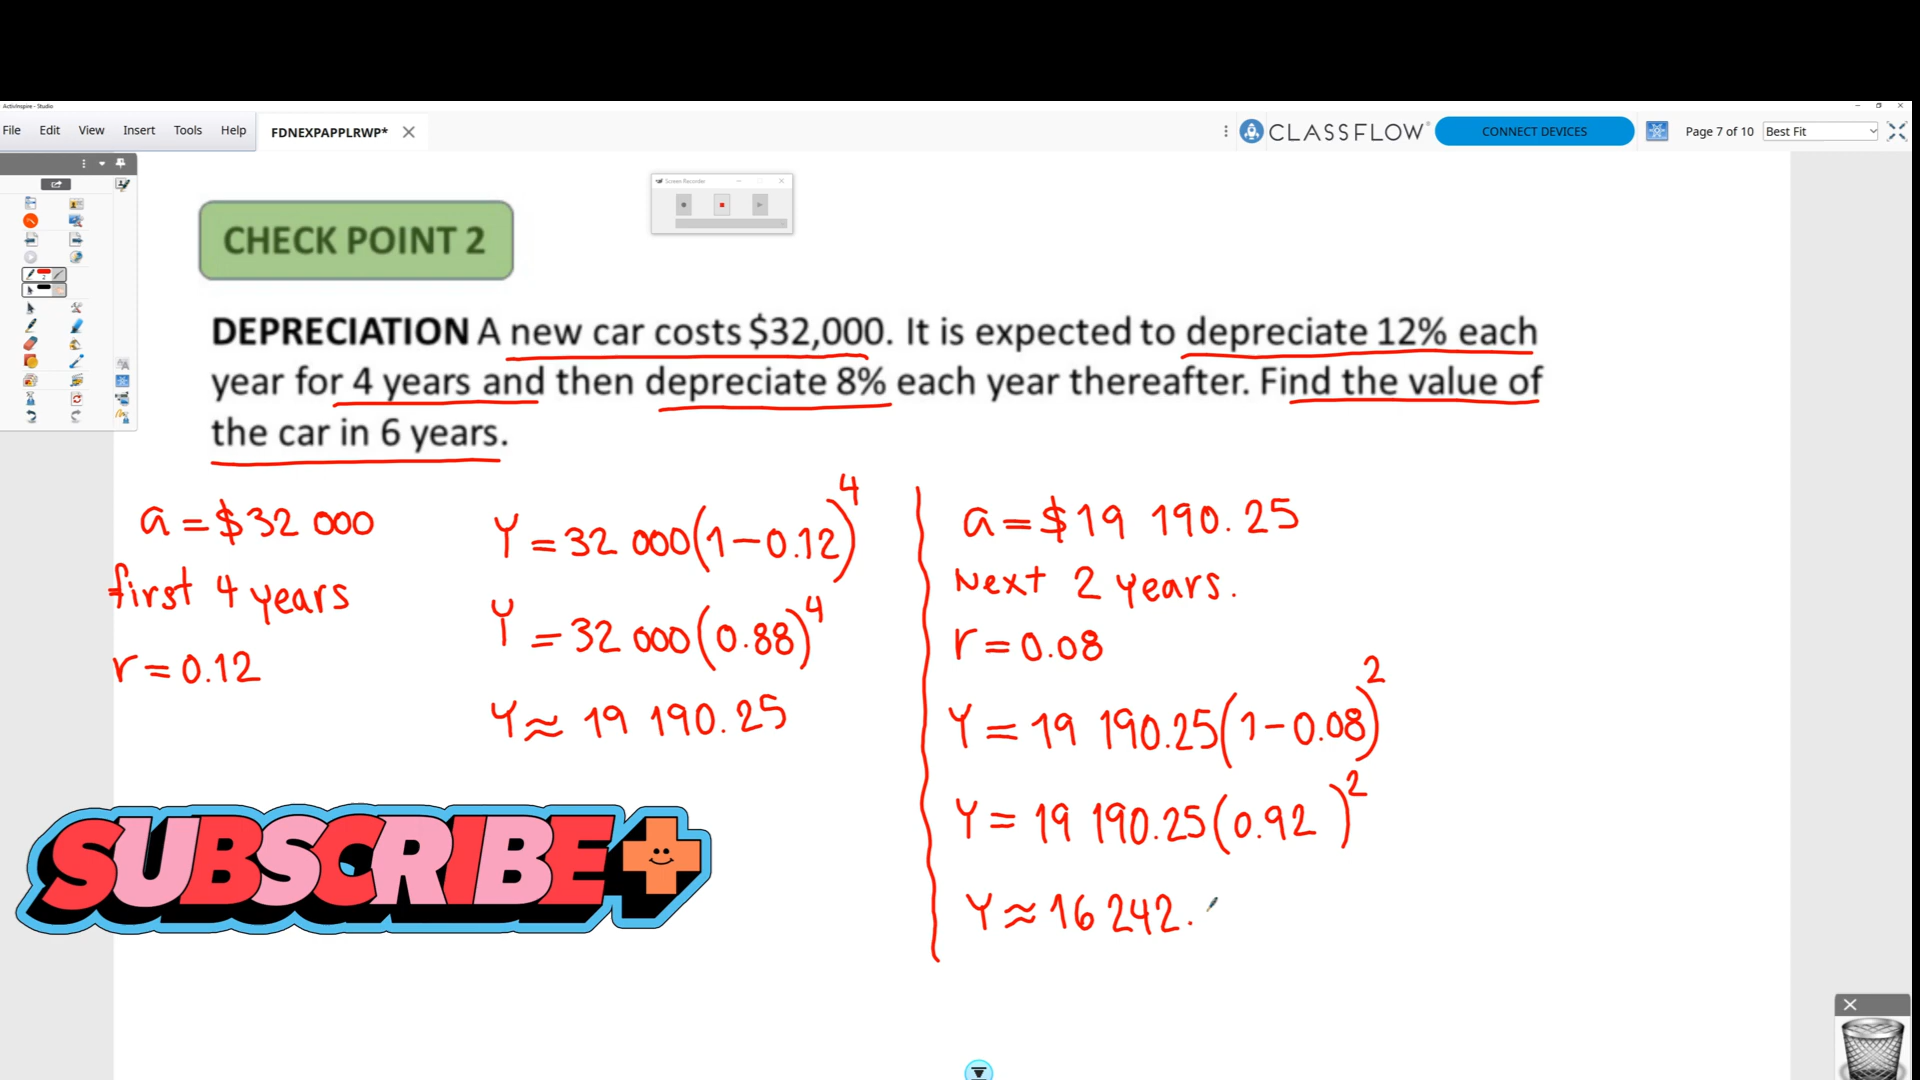 ActivInspire - Studio
File Edit View Insert Tools Help
FDNEXPAPPLRWP*
CLASSFLOW
CONNECT DEVICES
Page 7 of 10
Best Fit
Screen Recorder
CHECK POINT 2
DEPRECIATION A new car costs $32,000. It is expected to depreciate 12% each
year for 4 years and then depreciate 8% each year thereafter. Find the value of
the car in 6 years.
a = $32 000
first 4 years
r = 0.12
Y = 32 000(1-0.12)^4
Y = 32 000(0.88)^4
Y ≈ 19 190.25
a = $19 190.25
Next 2 years.
r = 0.08
Y = 19 190.25(1-0.08)^2
Y = 19 190.25(0.92)^2
Y ≈ 16 242.
SUBSCRIBE